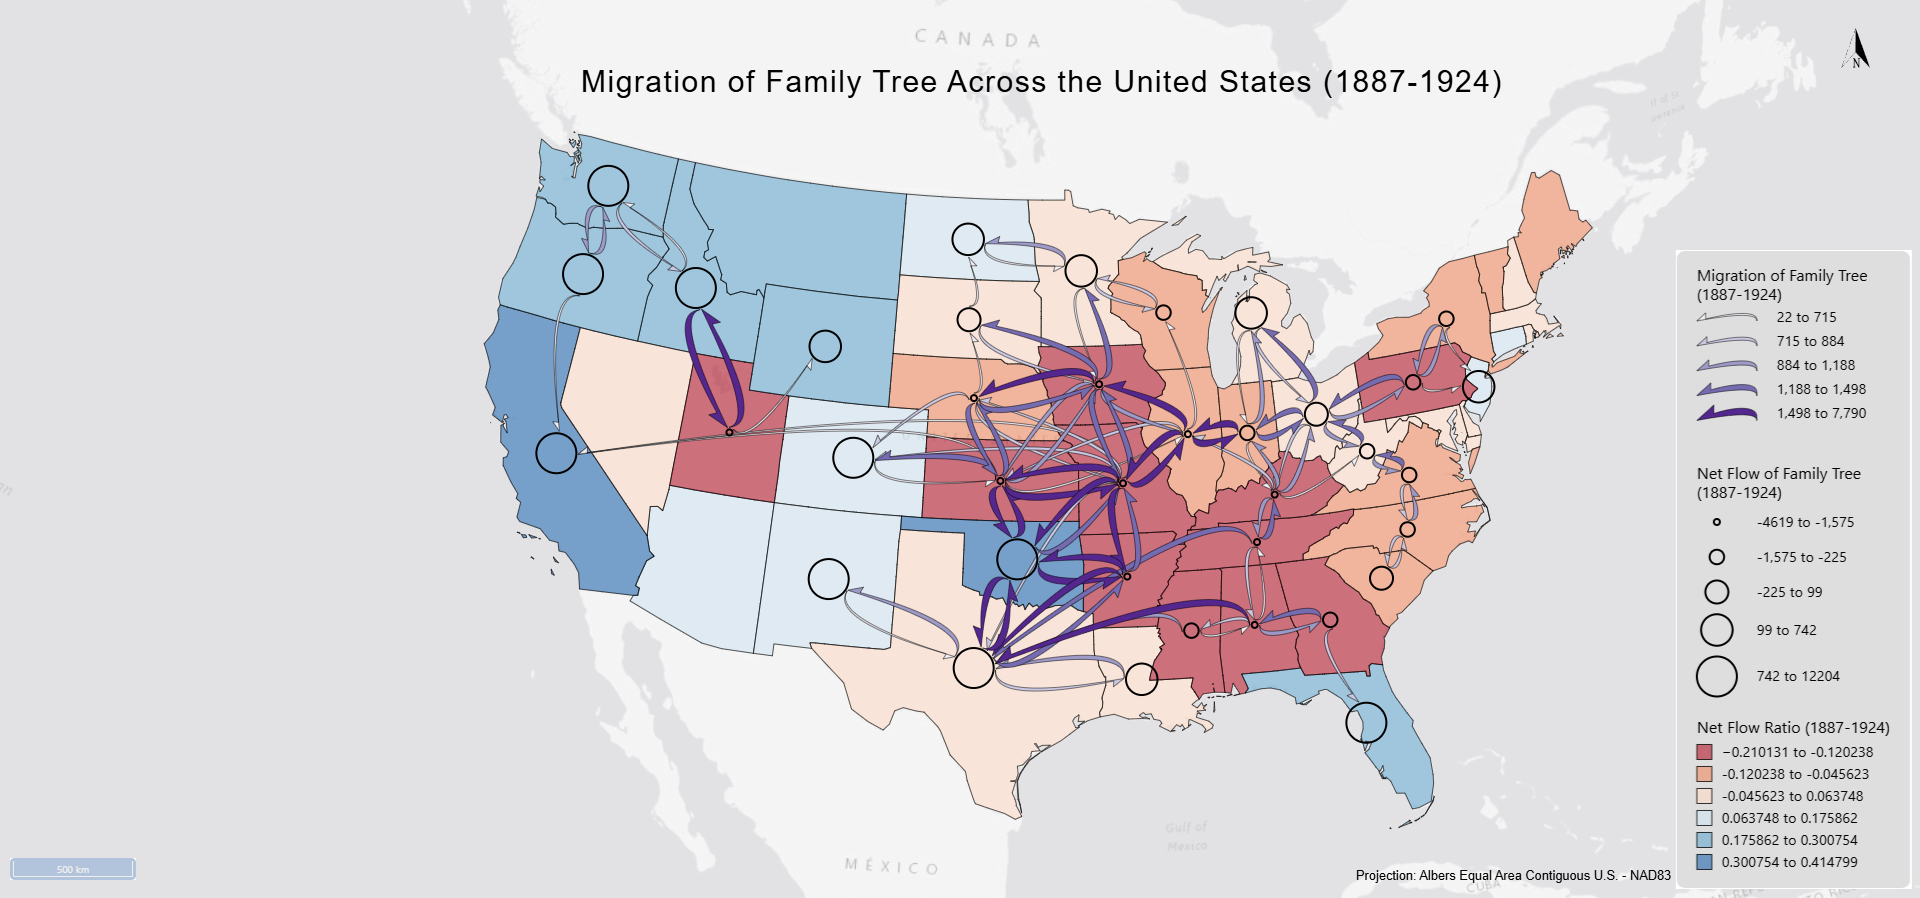 CANADA
Migration of Family Tree Across the United States (1887-1924)
N
Migration of Family Tree
(1887-1924)
22 to 715
715 to 884
884 to 1,188
1,188 to 1,498
1,498 to 7,790
Net Flow of Family Tree
(1887-1924)
-4619 to -1,575
-1,575 to -225
-225 to 99
99 to 742
742 to 12204
Net Flow Ratio (1887-1924)
−0.210131 to -0.120238
-0.120238 to -0.045623
-0.045623 to 0.063748
0.063748 to 0.175862
0.175862 to 0.300754
0.300754 to 0.414799
Gulf of
Mexico
MÉXICO
500 km
Projection: Albers Equal Area Contiguous U.S. - NAD83
CUBA